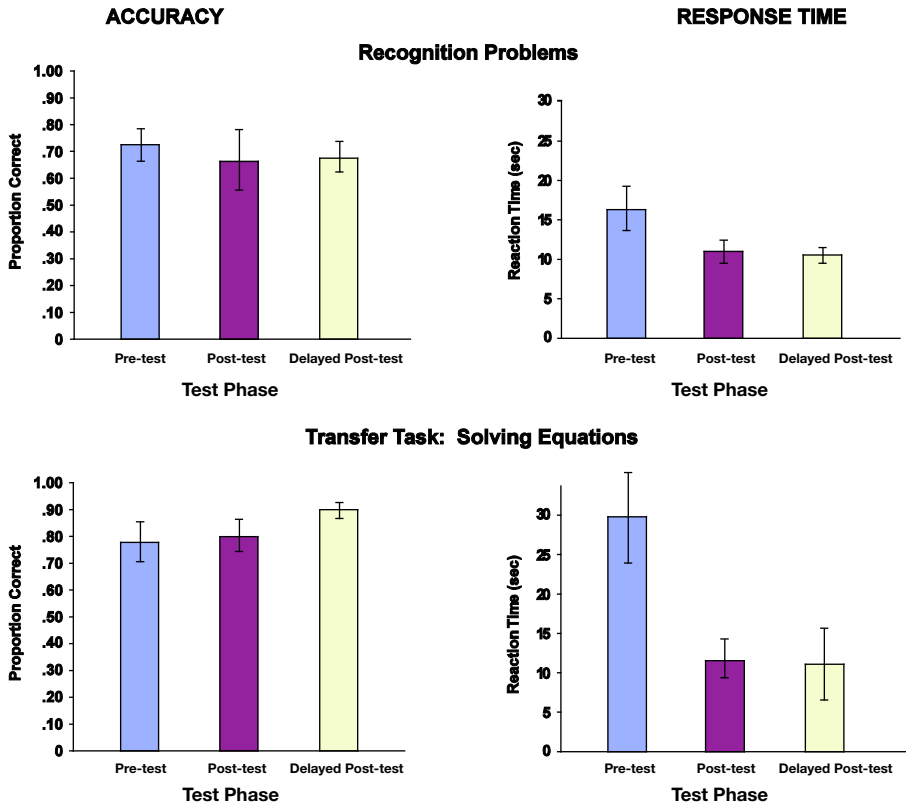 ACCURACY
RESPONSE TIME
Recognition Problems
Proportion Correct
1.00
.90
.80
.70
.60
.50
.40
.30
.20
.10
0
Pre-test Post-test Delayed Post-test
Test Phase
Reaction Time (sec)
30
25
20
15
10
5
0
Pre-test Post-test Delayed Post-test
Test Phase
Transfer Task: Solving Equations
Proportion Correct
1.00
.90
.80
.70
.60
.50
.40
.30
.20
.10
0
Pre-test Post-test Delayed Post-test
Test Phase
Reaction Time (sec)
30
25
30
15
10
5
0
Pre-test Post-test Delayed Post-test
Test Phase